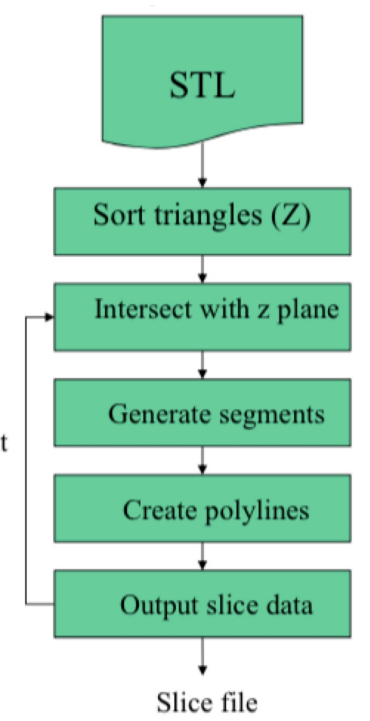 STL
Sort triangles (Z)
Intersect with z plane
Generate segments
t
Create polylines
Output slice data
Slice file